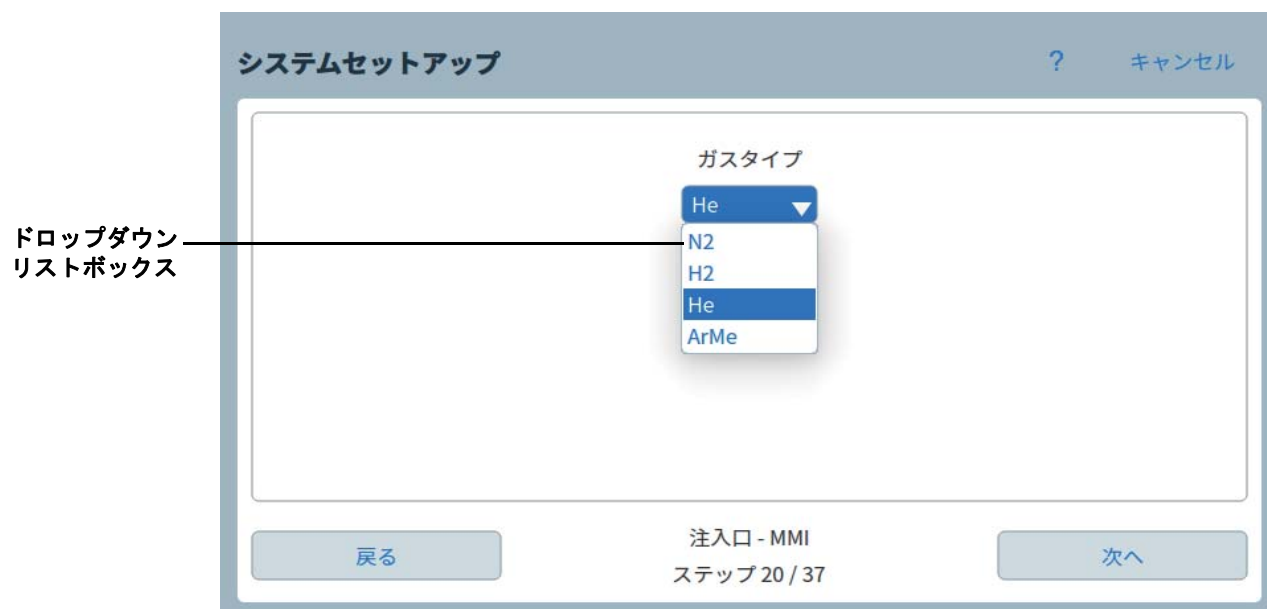 システムセットアップ
?
キャンセル
ガスタイプ
He
ドロップダウン
リストボックス
N2
H2
He
ArMe
戻る
注入口 - MMI
ステップ 20 / 37
次へ